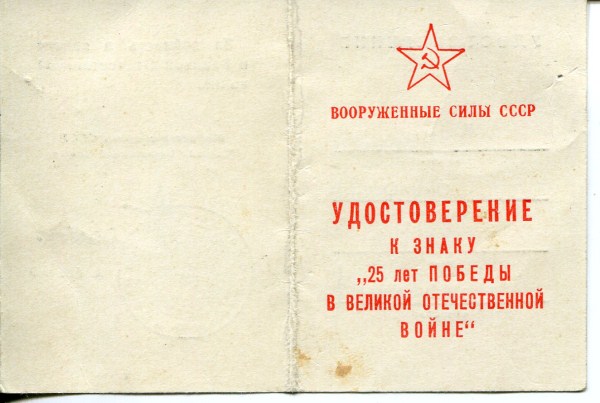 ВООРУЖЕННЫЕ СИЛЫ СССР
УДОСТОВЕРЕНИЕ
К ЗНАКУ
„25 лет ПОБЕДЫ
В ВЕЛИКОЙ ОТЕЧЕСТВЕННОЙ
ВОЙНЕ“